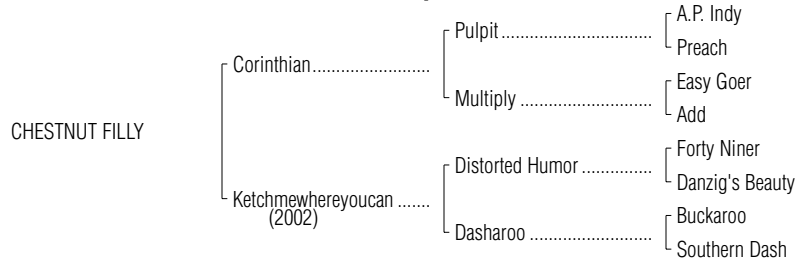 A.P. Indy
Pulpit................................
Preach
Corinthian.........................
Easy Goer
Multiply ............................
Add
CHESTNUT FILLY
Forty Niner
Distorted Humor ...............
Danzig's Beauty
Ketchmewhereyoucan .......
(2002)
Buckaroo
Dasharoo ..........................
Southern Dash